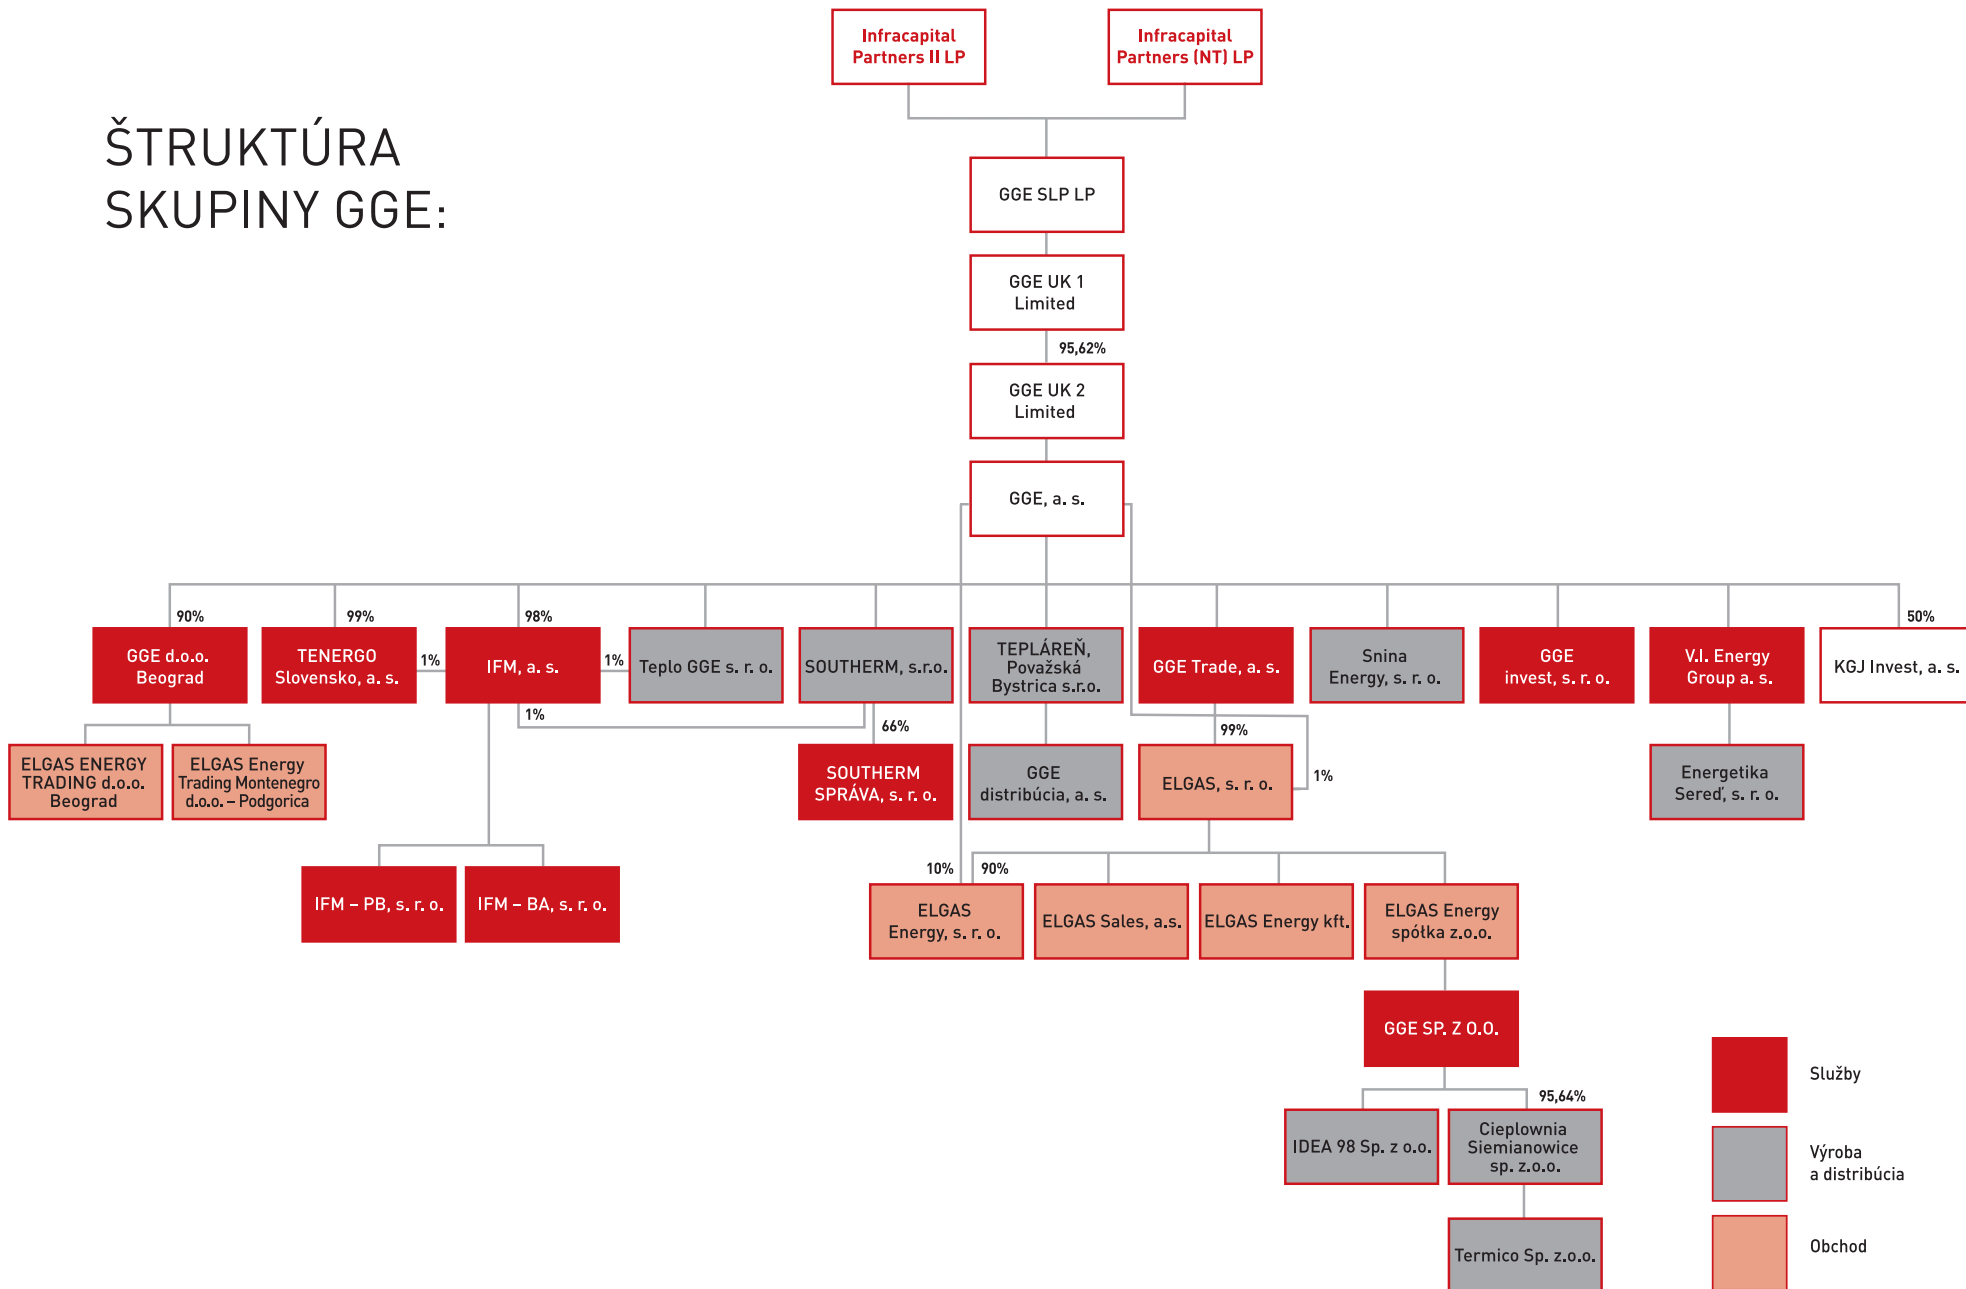 Infracapital
Partners II LP
Infracapital
Partners (NT) LP
ŠTRUKTÚRA
SKUPINY GGE:
GGE SLP LP
GGE UK 1
Limited
95,62%
GGE UK 2
Limited
GGE, a. s.
90%
99%
98%
50%
GGE d.o.o.
Beograd
TENERGO
Slovensko, a. s.
1%
IFM, a. s.
1%
Teplo GGE s. r. o.
SOUTHERM, s.r.o.
TEPLÁREŇ,
Považská
Bystrica s.r.o.
GGE Trade, a. s.
Snina
Energy, s. r. o.
GGE
invest, s. r. o.
V.I. Energy
Group a. s.
KGJ Invest, a. s.
1%
66%
99%
ELGAS ENERGY
TRADING d.o.o.
Beograd
ELGAS Energy
Trading Montenegro
d.o.o. – Podgorica
SOUTHERM
SPRÁVA, s. r. o.
GGE
distribúcia, a. s.
ELGAS, s. r. o.
1%
Energetika
Sereď, s. r. o.
10%
90%
IFM – PB, s. r. o.
IFM – BA, s. r. o.
ELGAS
Energy, s. r. o.
ELGAS Sales, a.s.
ELGAS Energy kft.
ELGAS Energy
spółka z.o.o.
GGE SP. Z O.O.
95,64%
IDEA 98 Sp. z o.o.
Cieplownia
Siemianowice
sp. z.o.o.
Termico Sp. z.o.o.
Služby
Výroba
a distribúcia
Obchod